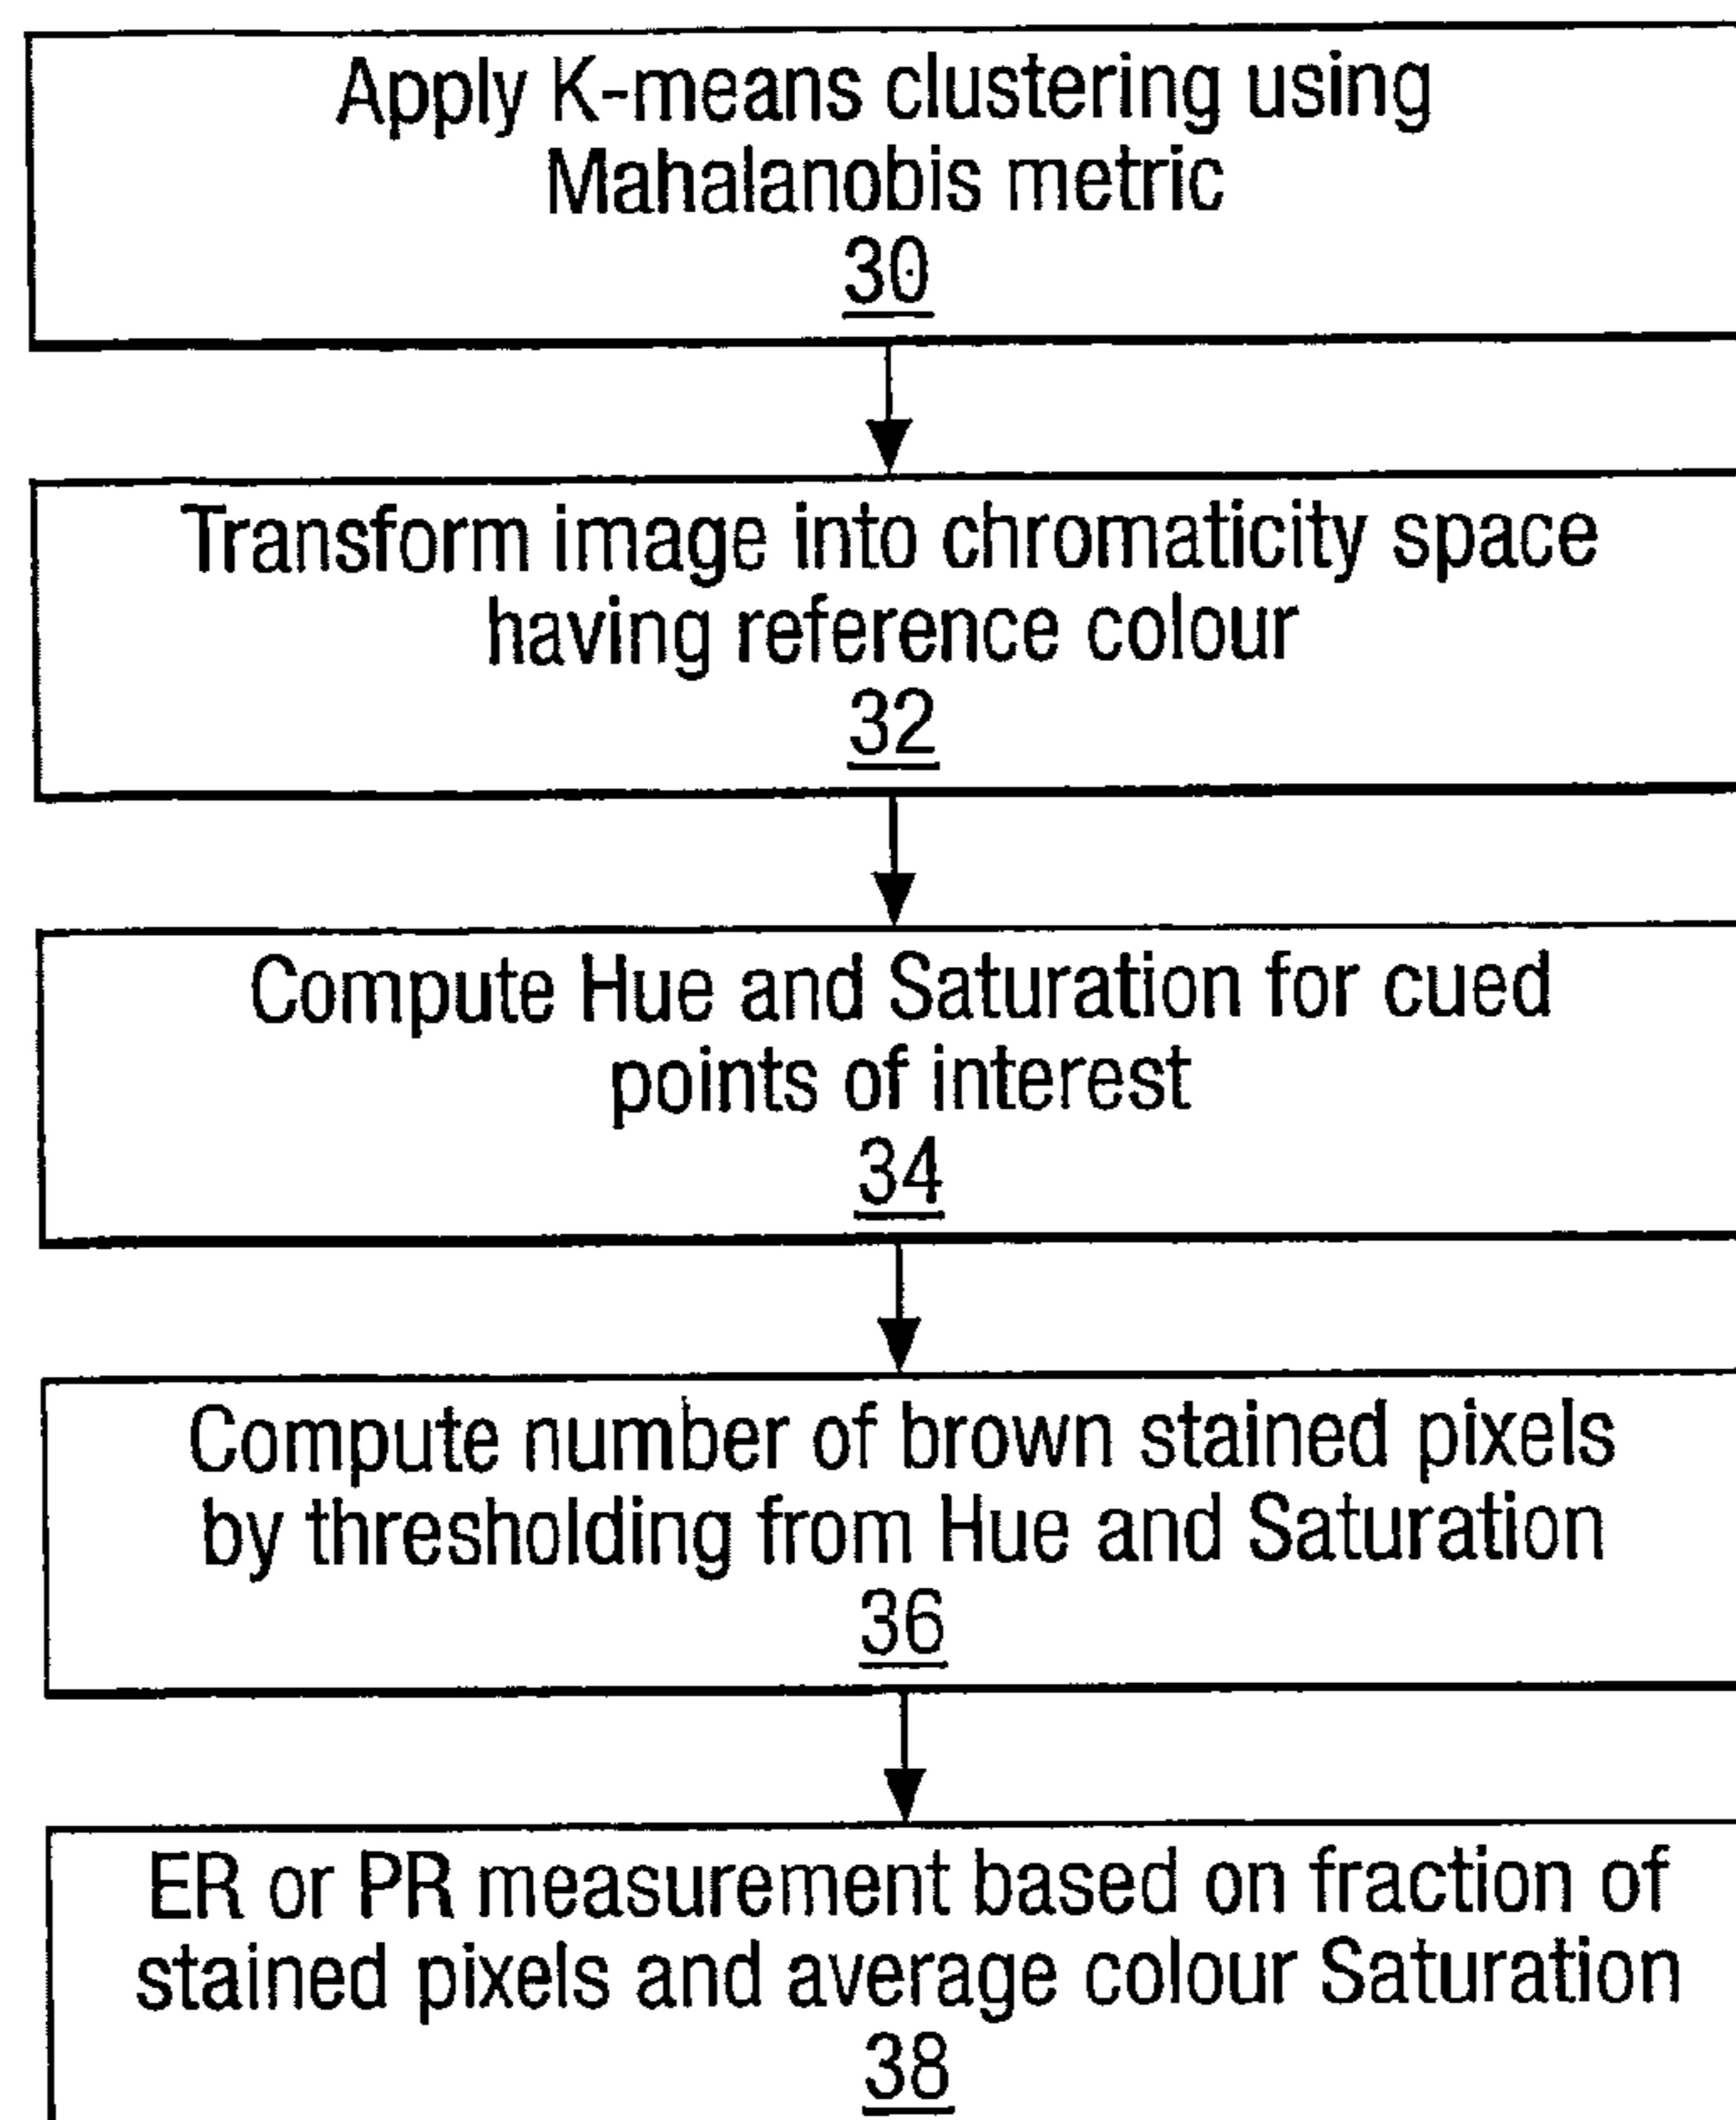 Apply K-means clustering using
Mahalanobis metric
30
Transform image into chromaticity space
having reference colour
32
Compute Hue and Saturation for cued
points of interest
34
Compute number of brown stained pixels
by thresholding from Hue and Saturation
36
ER or PR measurement based on fraction of
stained pixels and average colour Saturation
38